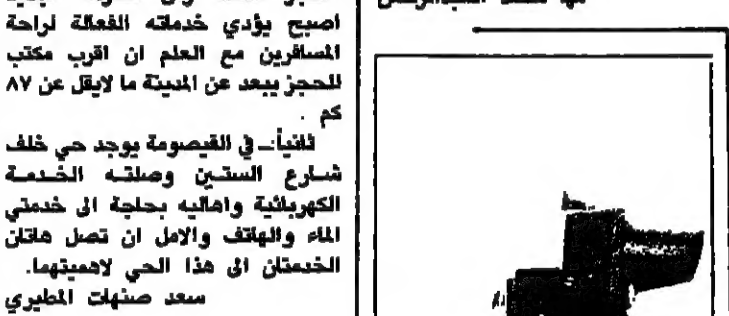 اصبح يؤدي خدماته الفعالة لراحة
المسافرين مع العلم ان اقرب مكتب
للحجز يبعد عن المدينة ما لايقل عن ٨٧
كم .
ثانياً ـ في القيصومة يوجد حي خلف
شارع الستين وصلته الخدمة
الكهربائية واهاليه بحاجة الى خدمتي
الماء والهاتف والامل ان تصل هاتان
الخدمتان الى هذا الحي لاهميتهما.
سعد صنهات المطيري